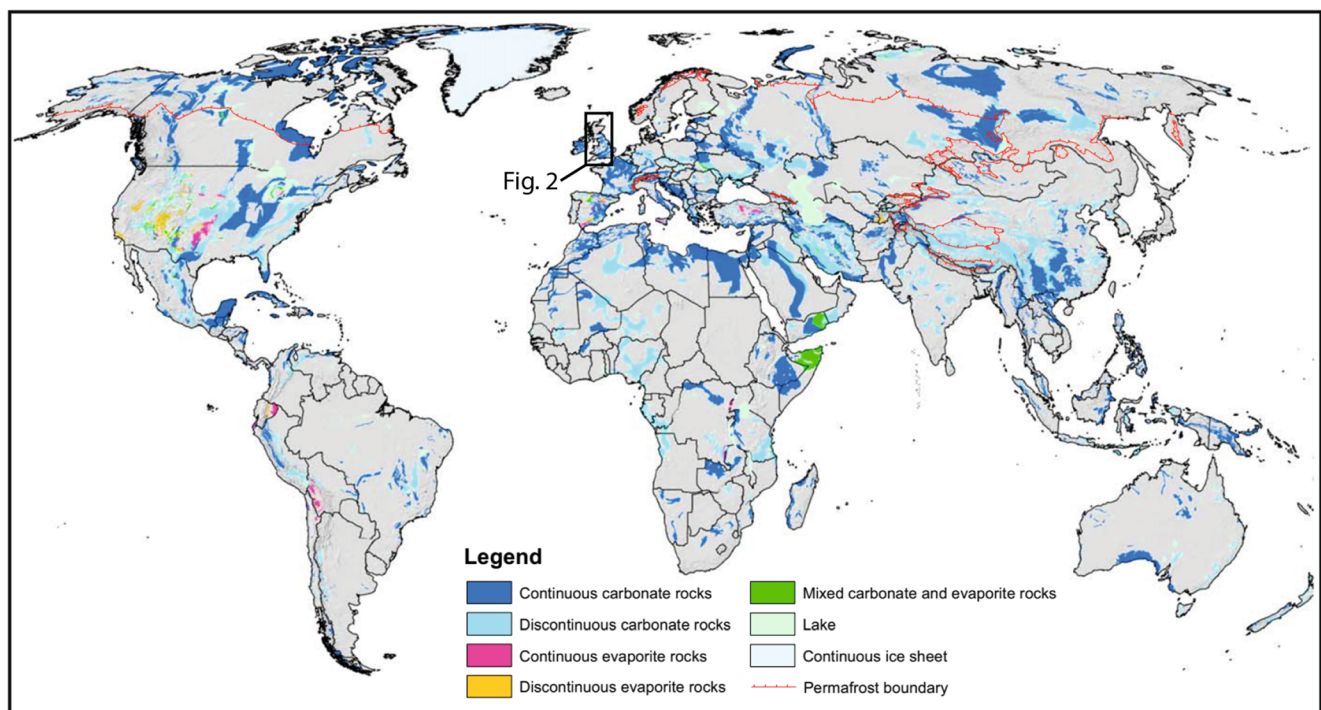 Fig. 2
Legend
Continuous carbonate rocks
Discontinuous carbonate rocks
Continuous evaporite rocks
Discontinuous evaporite rocks
Mixed carbonate and evaporite rocks
Lake
Continuous ice sheet
Permafrost boundary